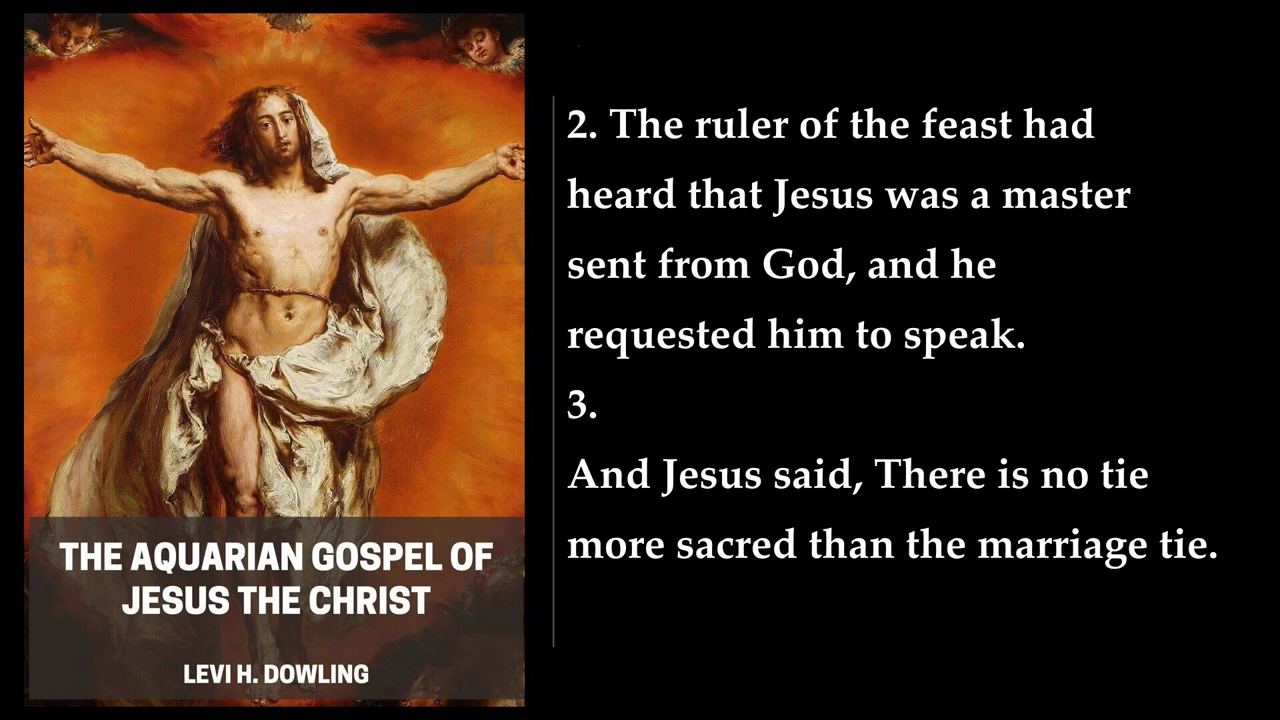 THE AQUARIAN GOSPEL OF
JESUS THE CHRIST
LEVI H. DOWLING
2. The ruler of the feast had
heard that Jesus was a master
sent from God, and he
requested him to speak.
3.
And Jesus said, There is no tie
more sacred than the marriage tie.